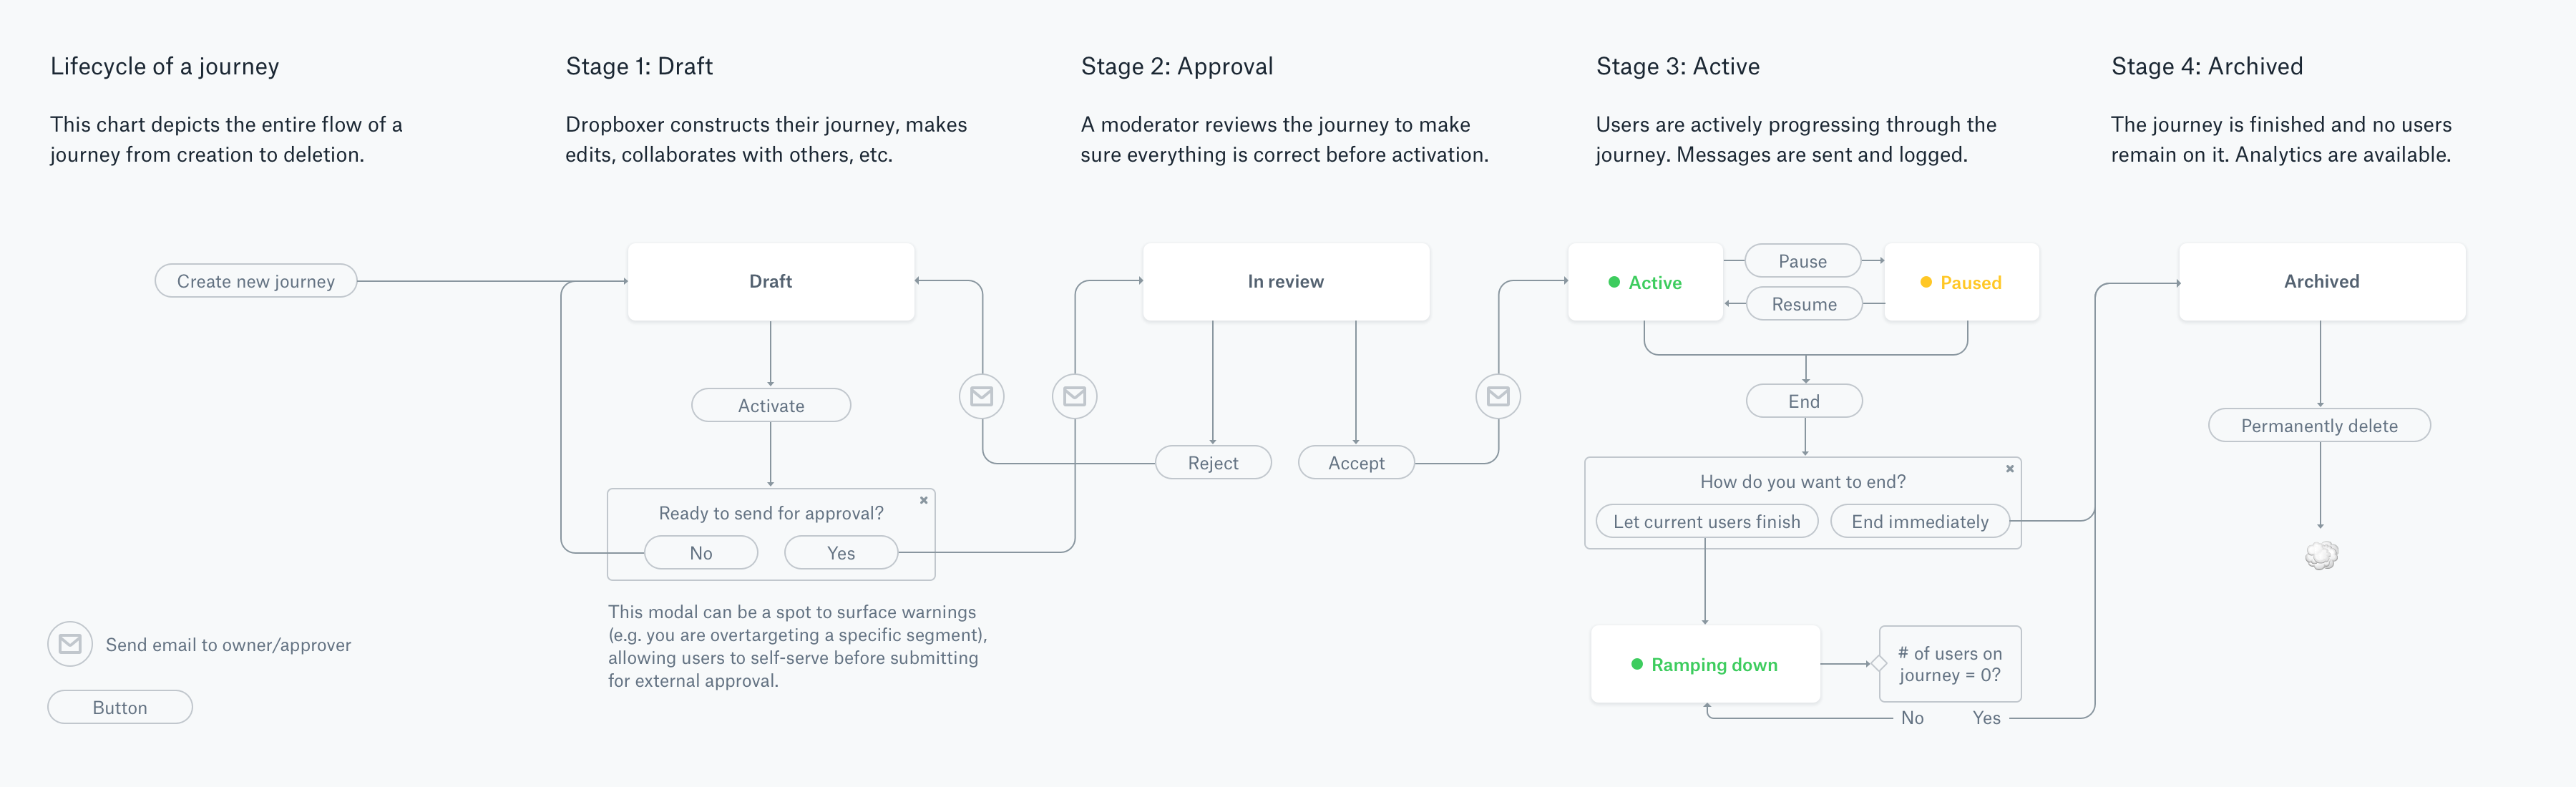 Lifecycle of a journey
This chart depicts the entire flow of a
journey from creation to deletion.
Stage 1: Draft
Dropboxer constructs their journey, makes
edits, collaborates with others, etc.
Stage 2: Approval
A moderator reviews the journey to make
sure everything is correct before activation.
Stage 3: Active
Users are actively progressing through the
journey. Messages are sent and logged.
Stage 4: Archived
The journey is finished and no users
remain on it. Analytics are available.
Create new journey
Draft
Activate
Ready to send for approval?
No
Yes
This modal can be a spot to surface warnings
(e.g. you are overtargeting a specific segment),
allowing users to self-serve before submitting
for external approval.
In review
Reject
Accept
Active
Pause
Resume
Paused
End
How do you want to end?
Let current users finish
End immediately
Ramping down
# of users on
journey = 0?
No
Yes
Archived
Permanently delete
Send email to owner/approver
Button